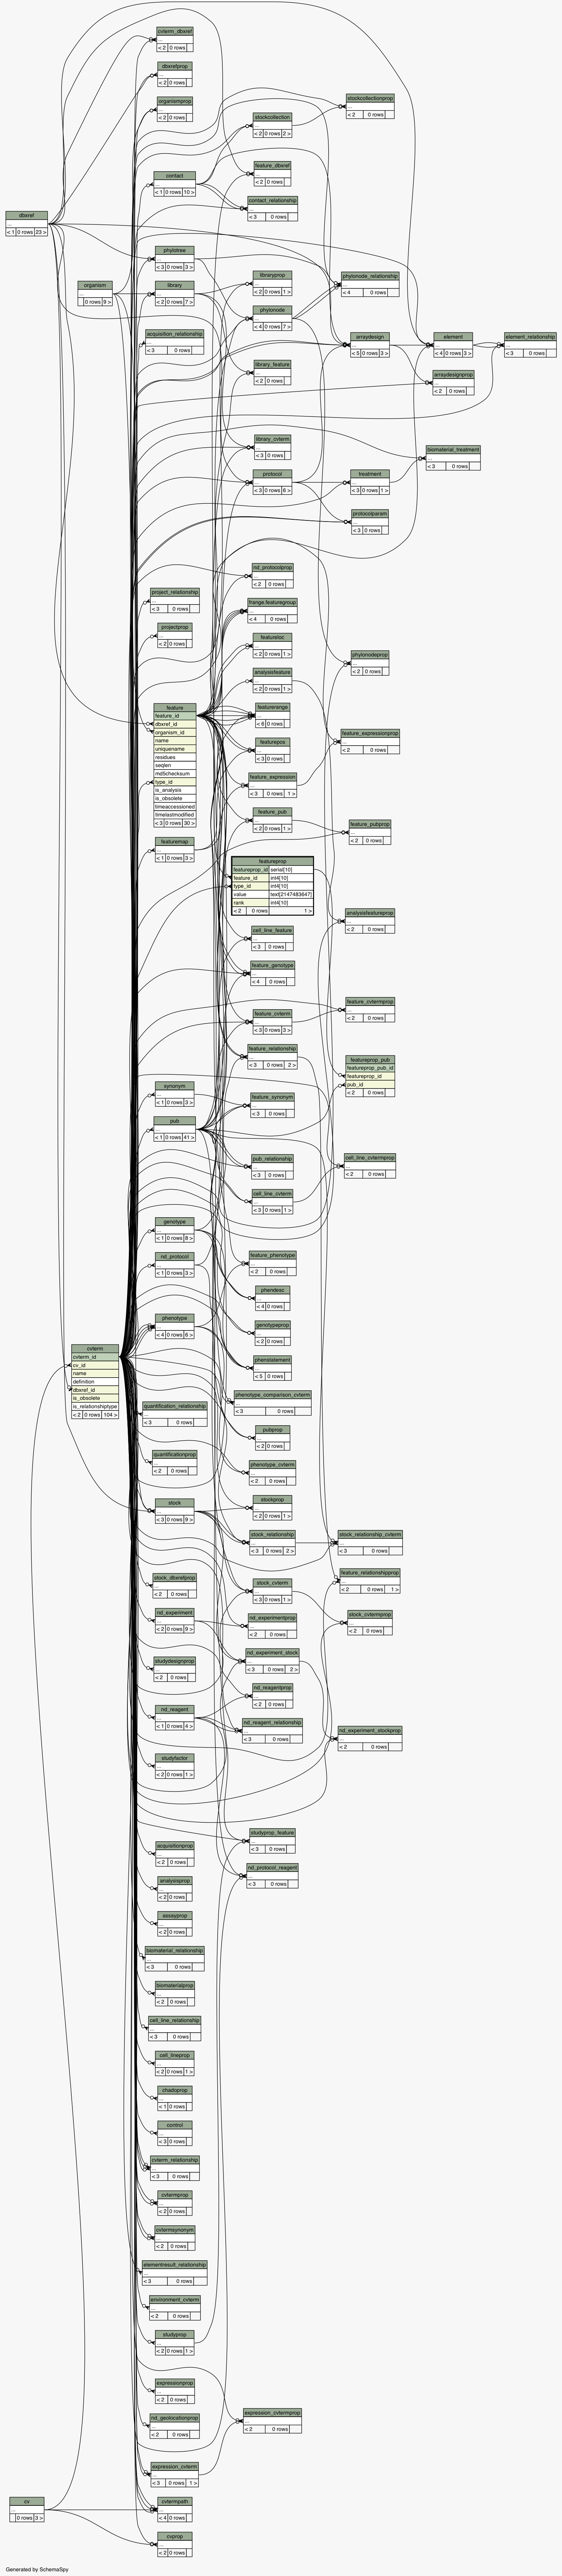 cvterm_dbxref
...
< 2 0 rows
dbxrefprop
...
< 2 0 rows
organismprop
...
< 2 0 rows
stockcollectionprop
...
< 2 0 rows
stockcollection
...
< 2 0 rows 2 >
feature_dbxref
...
< 2 0 rows
contact
...
< 1 0 rows 10 >
contact_relationship
...
< 3 0 rows
dbxref
...
< 1 0 rows 23 >
phylotree
...
< 3 0 rows 3 >
organism
...
0 rows 9 >
library
...
< 2 0 rows 7 >
libraryprop
...
< 2 0 rows 1 >
phylonode_relationship
...
< 4 0 rows
phylonode
...
< 4 0 rows 7 >
acquisition_relationship
...
< 3 0 rows
arraydesign
...
< 5 0 rows 3 >
element
...
< 4 0 rows 3 >
element_relationship
...
< 3 0 rows
library_feature
...
< 2 0 rows
arraydesignprop
...
< 2 0 rows
library_cvterm
...
< 3 0 rows
biomaterial_treatment
...
< 3 0 rows
protocol
...
< 3 0 rows 6 >
treatment
...
< 3 0 rows 1 >
protocolparam
...
< 3 0 rows
nd_protocolprop
...
< 2 0 rows
project_relationship
...
< 3 0 rows
frange.featuregroup
...
< 4 0 rows
projectprop
...
< 2 0 rows
featureloc
...
< 2 0 rows 1 >
phylonodeprop
...
< 2 0 rows
analysisfeature
...
< 2 0 rows 1 >
feature
feature_id
dbxref_id
organism_id
name
uniquename
residues
seqlen
md5checksum
type_id
is_analysis
is_obsolete
timeaccessioned
timelastmodified
< 3 0 rows 30 >
featurerange
...
< 6 0 rows
feature_expressionprop
...
< 2 0 rows
featurepos
...
< 3 0 rows
feature_expression
...
< 3 0 rows 1 >
feature_pub
...
< 2 0 rows 1 >
feature_pubprop
...
< 2 0 rows
featuremap
...
< 1 0 rows 3 >
featureprop
featureprop_id serial[10]
feature_id int4[10]
type_id int4[10]
value text[2147483647]
rank int4[10]
< 2 0 rows 1 >
analysisfeatureprop
...
< 2 0 rows
cell_line_feature
...
< 3 0 rows
feature_genotype
...
< 4 0 rows
feature_cvtermprop
...
< 2 0 rows
feature_cvterm
...
< 3 0 rows 3 >
feature_relationship
...
< 3 0 rows 2 >
featureprop_pub
featureprop_pub_id
featureprop_id
pub_id
< 2 0 rows
synonym
...
< 1 0 rows 3 >
feature_synonym
...
< 3 0 rows
pub
...
< 1 0 rows 41 >
pub_relationship
...
< 3 0 rows
cell_line_cvtermprop
...
< 2 0 rows
cell_line_cvterm
...
< 3 0 rows 1 >
genotype
...
< 1 0 rows 8 >
nd_protocol
...
< 1 0 rows 3 >
feature_phenotype
...
< 2 0 rows
phendesc
...
< 4 0 rows
phenotype
...
< 4 0 rows 6 >
genotypeprop
...
< 2 0 rows
cvterm
cvterm_id
cv_id
name
definition
dbxref_id
is_obsolete
is_relationshiptype
< 2 0 rows 104 >
phenstatement
...
< 5 0 rows
phenotype_comparison_cvterm
...
< 3 0 rows
quantification_relationship
...
< 3 0 rows
pubprop
...
< 2 0 rows
quantificationprop
...
< 2 0 rows
phenotype_cvterm
...
< 2 0 rows
stock
...
< 3 0 rows 9 >
stockprop
...
< 2 0 rows 1 >
stock_relationship
...
< 3 0 rows 2 >
stock_relationship_cvterm
...
< 3 0 rows
stock_dbxrefprop
...
< 2 0 rows
stock_cvterm
...
< 3 0 rows 1 >
feature_relationshipprop
...
< 2 0 rows 1 >
nd_experiment
...
< 2 0 rows 9 >
nd_experimentprop
...
< 2 0 rows
stock_cvtermprop
...
< 2 0 rows
studydesignprop
...
< 2 0 rows
nd_experiment_stock
...
< 3 0 rows 2 >
nd_reagentprop
...
< 2 0 rows
nd_reagent
...
< 1 0 rows 4 >
nd_reagent_relationship
...
< 3 0 rows
nd_experiment_stockprop
...
< 2 0 rows
studyfactor
...
< 2 0 rows 1 >
studyprop_feature
...
< 3 0 rows
acquisitionprop
...
< 2 0 rows
nd_protocol_reagent
...
< 3 0 rows
analysisprop
...
< 2 0 rows
assayprop
...
< 2 0 rows
biomaterial_relationship
...
< 3 0 rows
biomaterialprop
...
< 2 0 rows
cell_line_relationship
...
< 3 0 rows
cell_lineprop
...
< 2 0 rows 1 >
chadoprop
...
< 1 0 rows
control
...
< 3 0 rows
cvterm_relationship
...
< 3 0 rows
cvtermprop
...
< 2 0 rows
cvtermsynonym
...
< 2 0 rows
elementresult_relationship
...
< 3 0 rows
environment_cvterm
...
< 2 0 rows
studyprop
...
< 2 0 rows 1 >
expressionprop
...
< 2 0 rows
nd_geolocationprop
...
< 2 0 rows
expression_cvtermprop
...
< 2 0 rows
expression_cvterm
...
< 3 0 rows 1 >
cv
...
0 rows 3 >
cvtermpath
...
< 4 0 rows
cvprop
...
< 2 0 rows
Generated by SchemaSpy